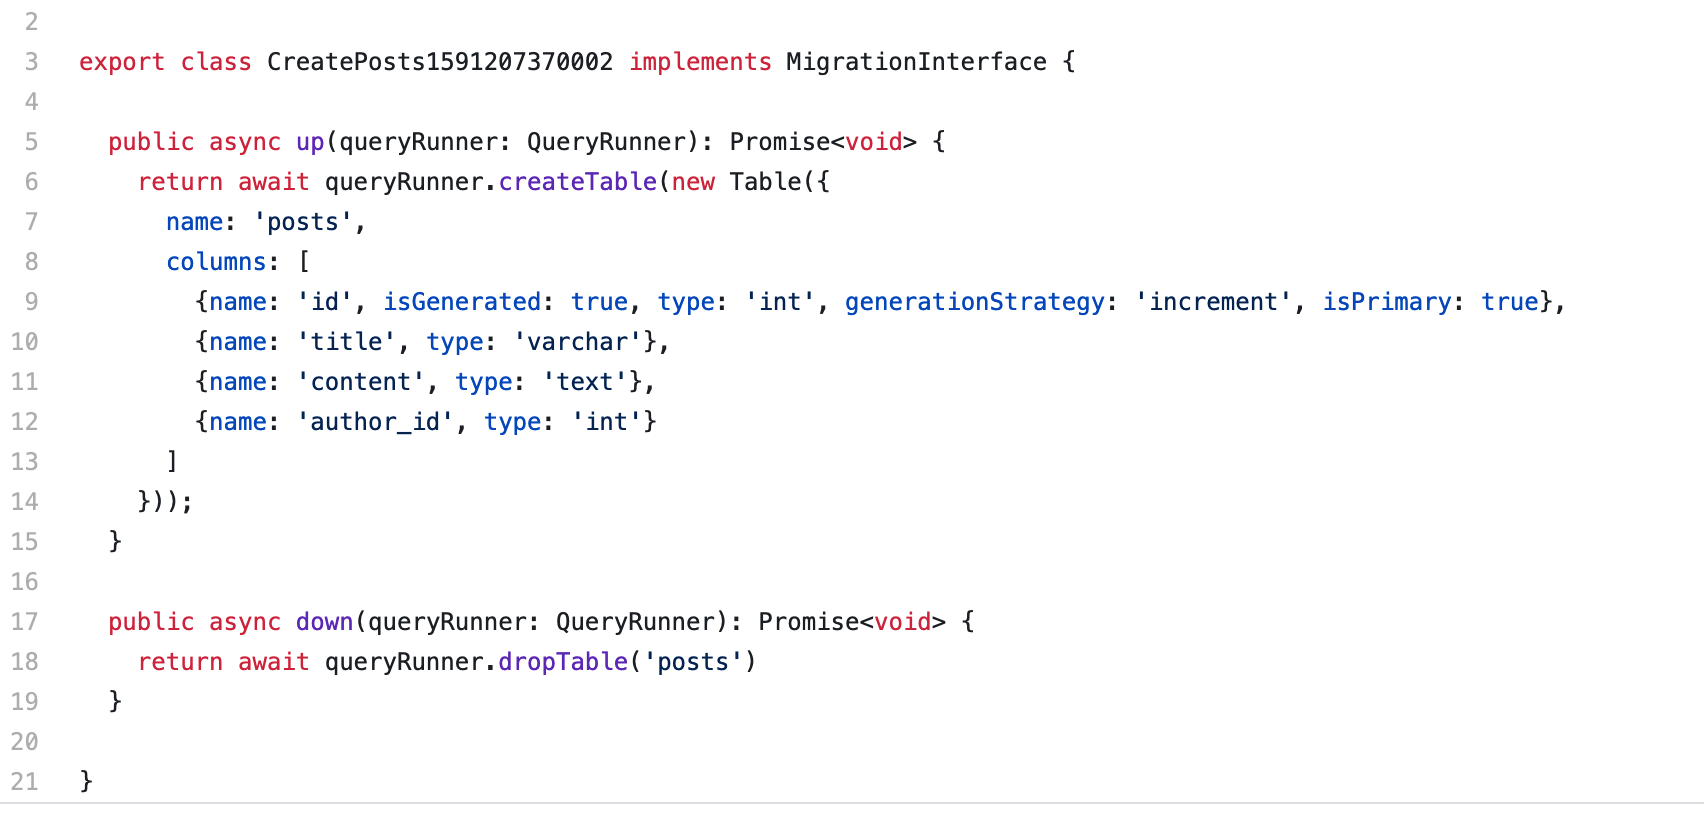 2
3 export class CreatePosts1591207370002 implements MigrationInterface {
4
5 public async up(queryRunner: QueryRunner): Promise<void> {
6 return await queryRunner.createTable(new Table({
7 name: 'posts',
8 columns: [
9 {name: 'id', isGenerated: true, type: 'int', generationStrategy: 'increment', isPrimary: true},
10 {name: 'title', type: 'varchar'},
11 {name: 'content', type: 'text'},
12 {name: 'author_id', type: 'int'}
13 ]
14 }));
15 }
16
17 public async down(queryRunner: QueryRunner): Promise<void> {
18 return await queryRunner.dropTable('posts')
19 }
20
21 }